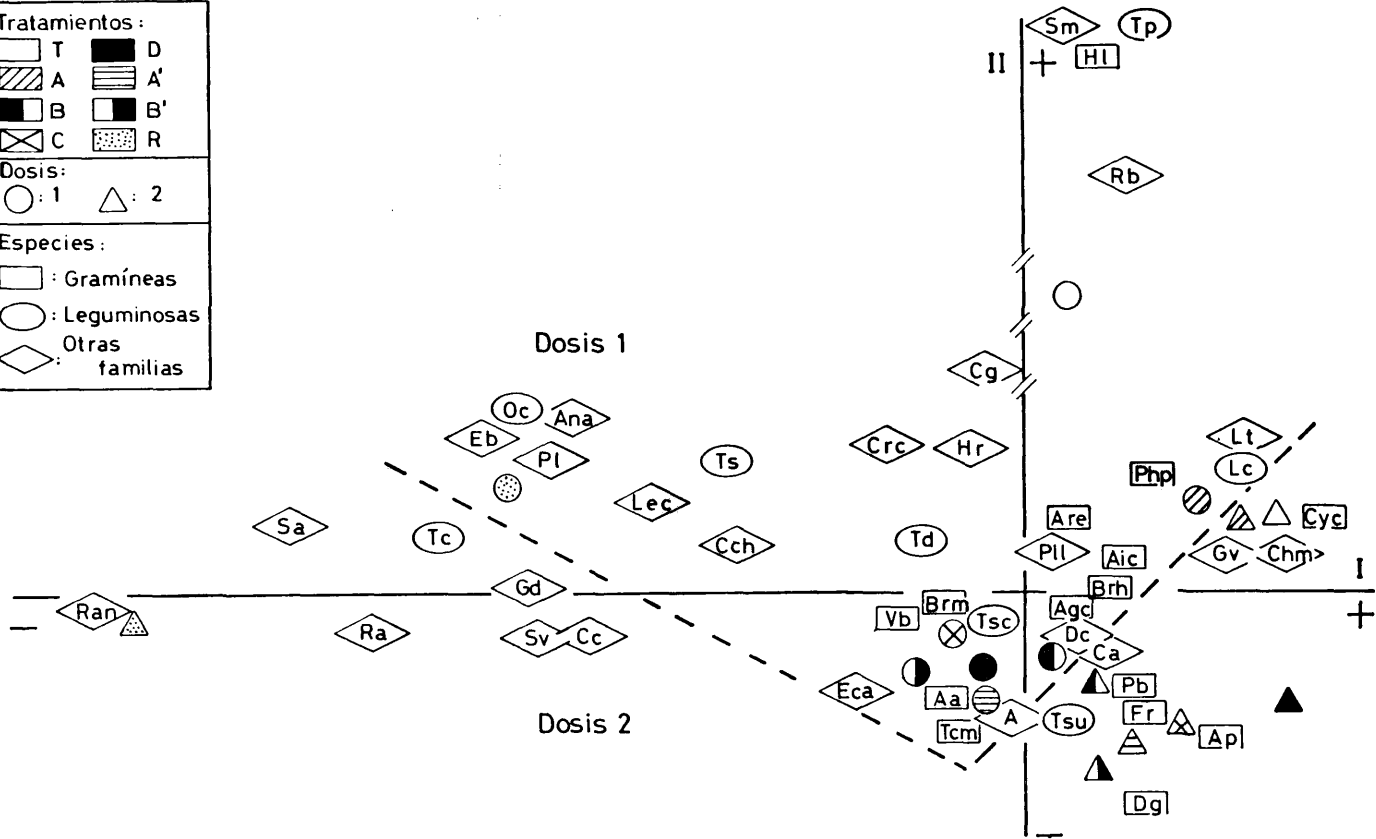 Tratamientos :
T D
A A'
B B'
C R
Dosis:
: 1 : 2
Especies :
: Gramíneas
: Leguminosas
Otras
: familias
Sm Tp
II + Hl
Rb
Dosis 1
Cg
Oc Ana
Eb Pl
Ts
Crc Hr
Lt
Lc
Php
Lec
Sa Tc
Cch Td
Are
Cyc
Pll Aic
Gv Chm
I
Gd
Brh
+
Ran
Ra
Sv Cc
Vb Brm Tsc
Agc
Dc
Ca
Eca
Aa
Pb
A Tsu
Fr
Tcm
Ap
Dosis 2
Dg